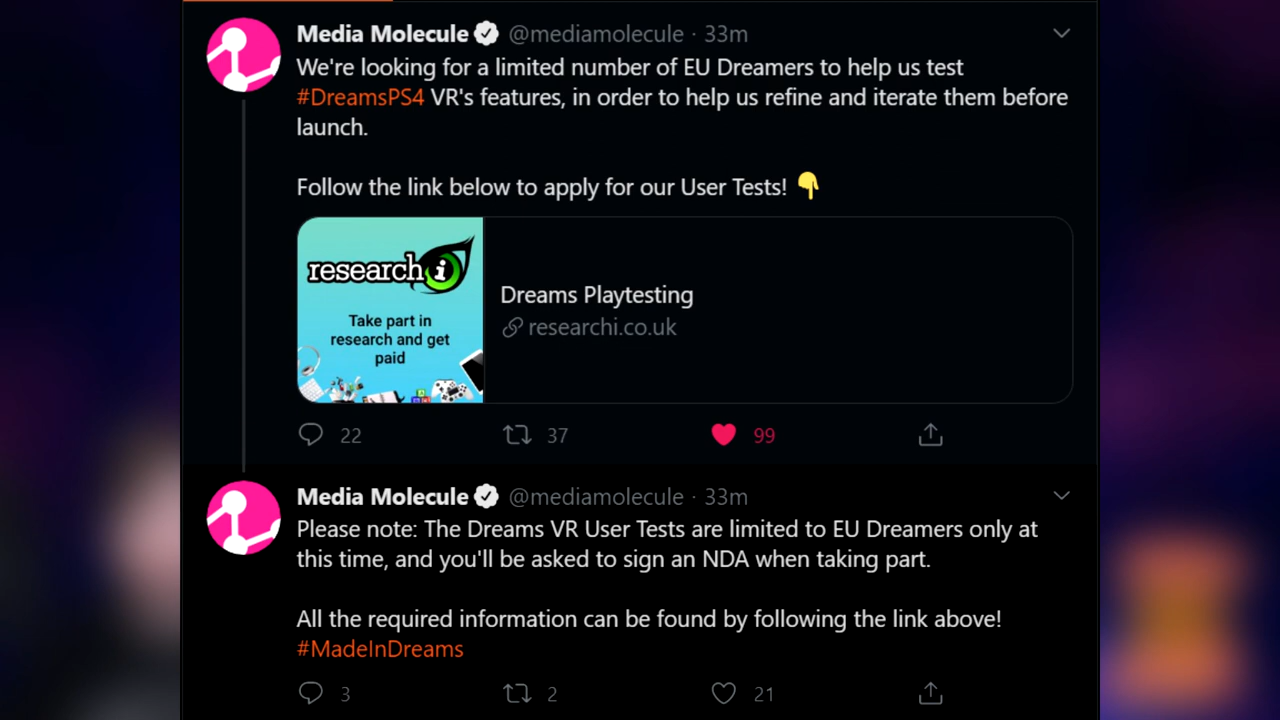 Media Molecule @mediamolecule · 33m
We're looking for a limited number of EU Dreamers to help us test
#DreamsPS4 VR's features, in order to help us refine and iterate them before
launch.
Follow the link below to apply for our User Tests! 👇
research i
Take part in
research and get
paid
Dreams Playtesting
researchi.co.uk
22 37 99
Media Molecule @mediamolecule · 33m
Please note: The Dreams VR User Tests are limited to EU Dreamers only at
this time, and you'll be asked to sign an NDA when taking part.
All the required information can be found by following the link above!
#MadeInDreams
3 2 21